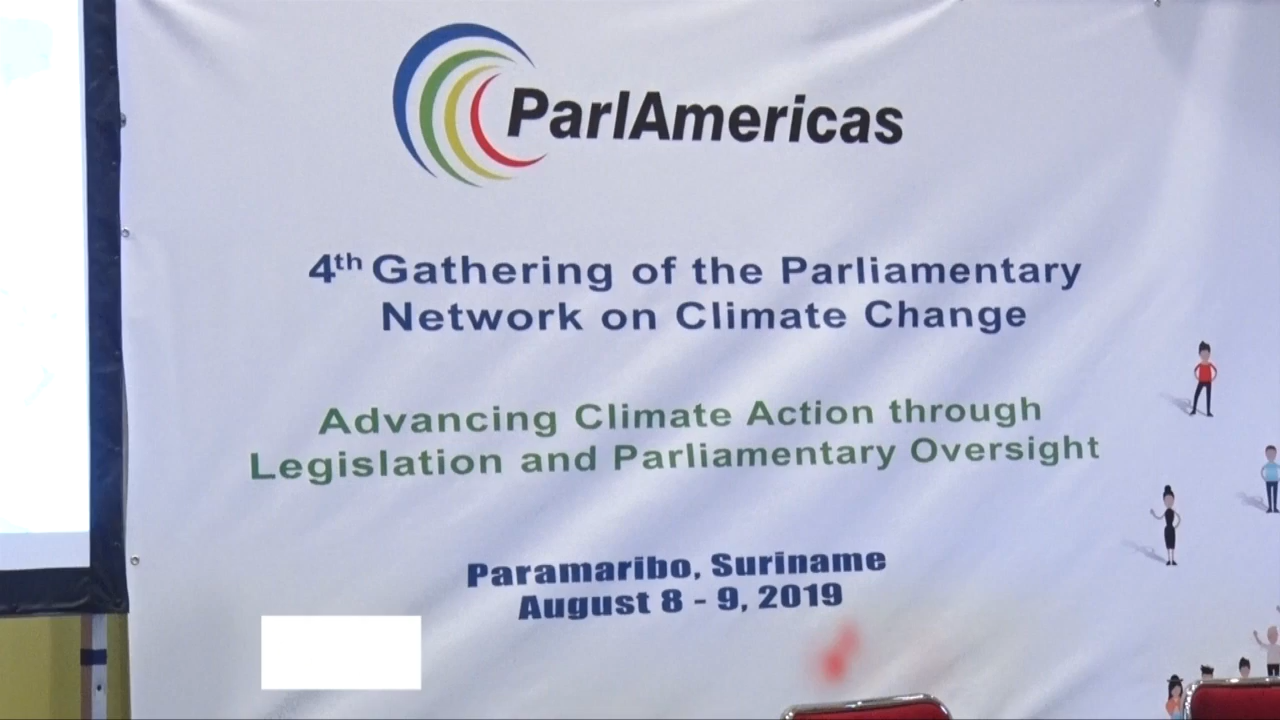 ParlAmericas
4th Gathering of the Parliamentary
Network on Climate Change
Advancing Climate Action through
Legislation and Parliamentary Oversight
Paramaribo, Suriname
August 8 - 9, 2019